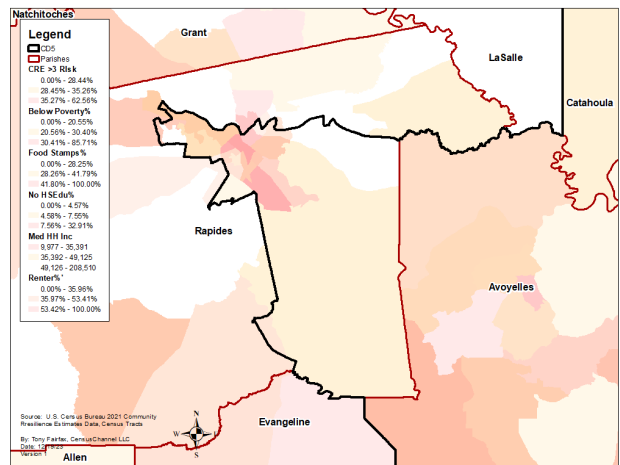 Natchitoches
Grant
LaSalle
Catahoula
Legend
CD5
Parishes
CRE >3 Risk
0.00% - 28.44%
28.45% - 35.26%
35.27% - 62.56%
Below Poverty%
0.00% - 20.55%
20.56% - 30.40%
30.41% - 85.71%
Food Stamps%
0.00% - 28.25%
28.26% - 41.79%
41.80% - 100.00%
No HSEdu%
0.00% - 4.57%
4.58% - 7.55%
7.56% - 32.91%
Med HH Inc
9,977 - 35,391
35,392 - 49,125
49,126 - 208,510
Renter%'
0.00% - 35.96%
35.97% - 53.41%
53.42% - 100.00%
Rapides
Avoyelles
Evangeline
Allen
Source: U.S. Census Bureau 2021 Community
Rresilience Estimates Data, Census Tracts
By: Tony Fairfax, CensusChannel LLC
Date:
Version 1
N
W
S